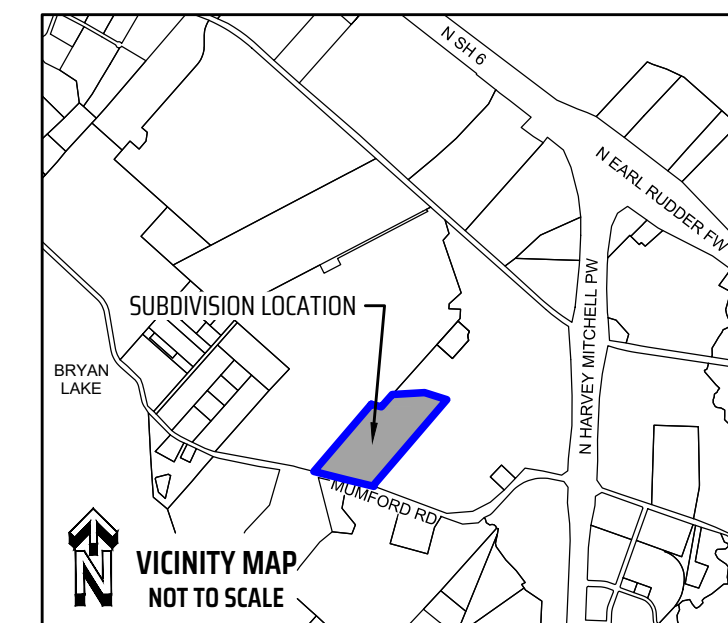 N SH 6
N EARL RUDDER FW
N HARVEY MITCHELL PW
SUBDIVISION LOCATION
BRYAN
LAKE
MUMFORD RD
N
VICINITY MAP
NOT TO SCALE